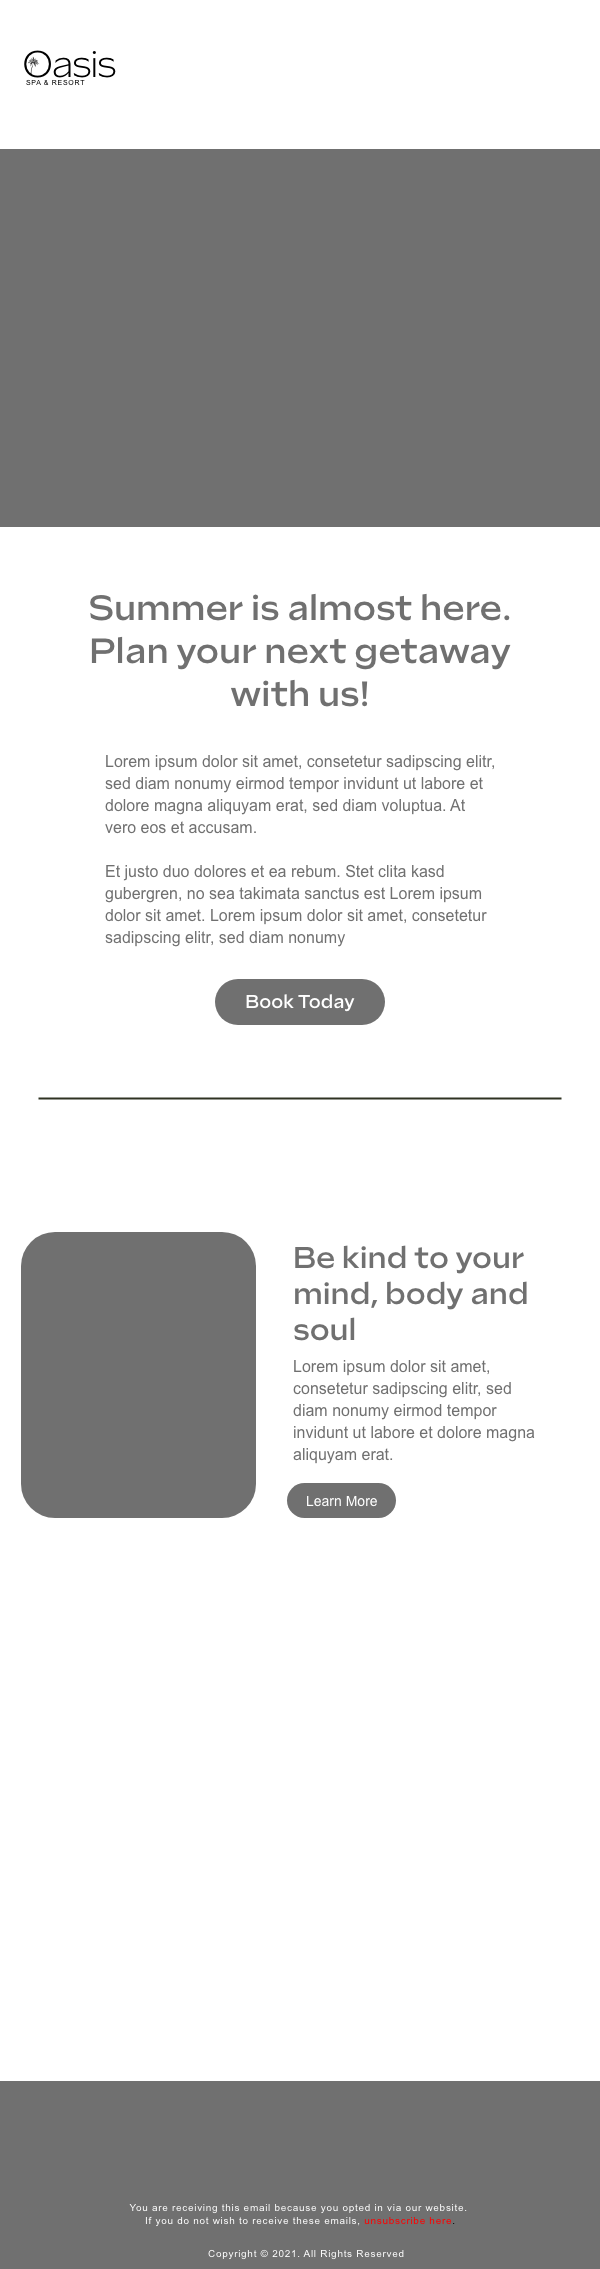 Oasis
SPA & RESORT
Summer is almost here.
Plan your next getaway
with us!
Lorem ipsum dolor sit amet, consetetur sadipscing elitr,
sed diam nonumy eirmod tempor invidunt ut labore et
dolore magna aliquyam erat, sed diam voluptua. At
vero eos et accusam.
Et justo duo dolores et ea rebum. Stet clita kasd
gubergren, no sea takimata sanctus est Lorem ipsum
dolor sit amet. Lorem ipsum dolor sit amet, consetetur
sadipscing elitr, sed diam nonumy
Book Today
Be kind to your
mind, body and
soul
Lorem ipsum dolor sit amet,
consetetur sadipscing elitr, sed
diam nonumy eirmod tempor
invidunt ut labore et dolore magna
aliquyam erat.
Learn More
You are receiving this email because you opted in via our website.
If you do not wish to receive these emails, unsubscribe here.
Copyright © 2021. All Rights Reserved